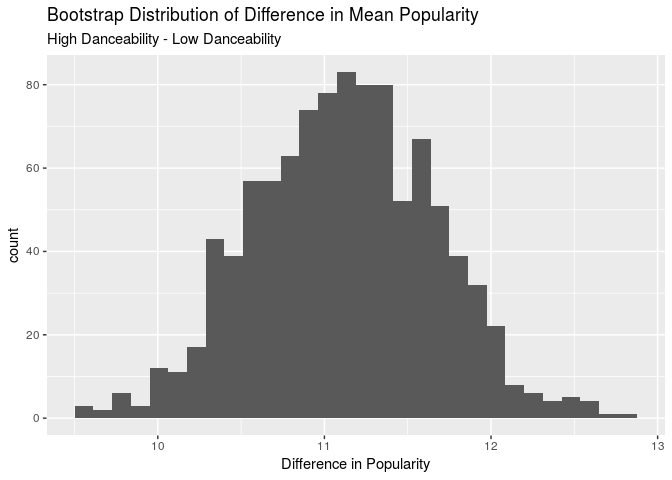 Bootstrap Distribution of Difference in Mean Popularity
High Danceability - Low Danceability
80
60
40
20
0
count
10
11
12
13
Difference in Popularity